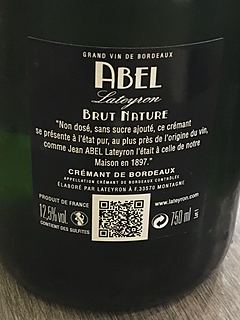 GRAND VIN DE BORDEAUX
ABEL
Lateyron
BRUT NATURE
"Non dosé, sans sucre ajouté, ce crémant
se présente à l'état pur, au plus près de l'origine du vin,
comme Jean ABEL Lateyron l'était à celle de notre
Maison en 1897."
CRÉMANT DE BORDEAUX
APPELLATION CRÉMANT DE BORDEAUX CONTRÔLÉE
ÉLABORÉ PAR LATEYRON À F.33570 MONTAGNE
PRODUIT DE FRANCE
12,5% vol.
CONTIENT DES SULFITES
www.lateyron.com
750 ml